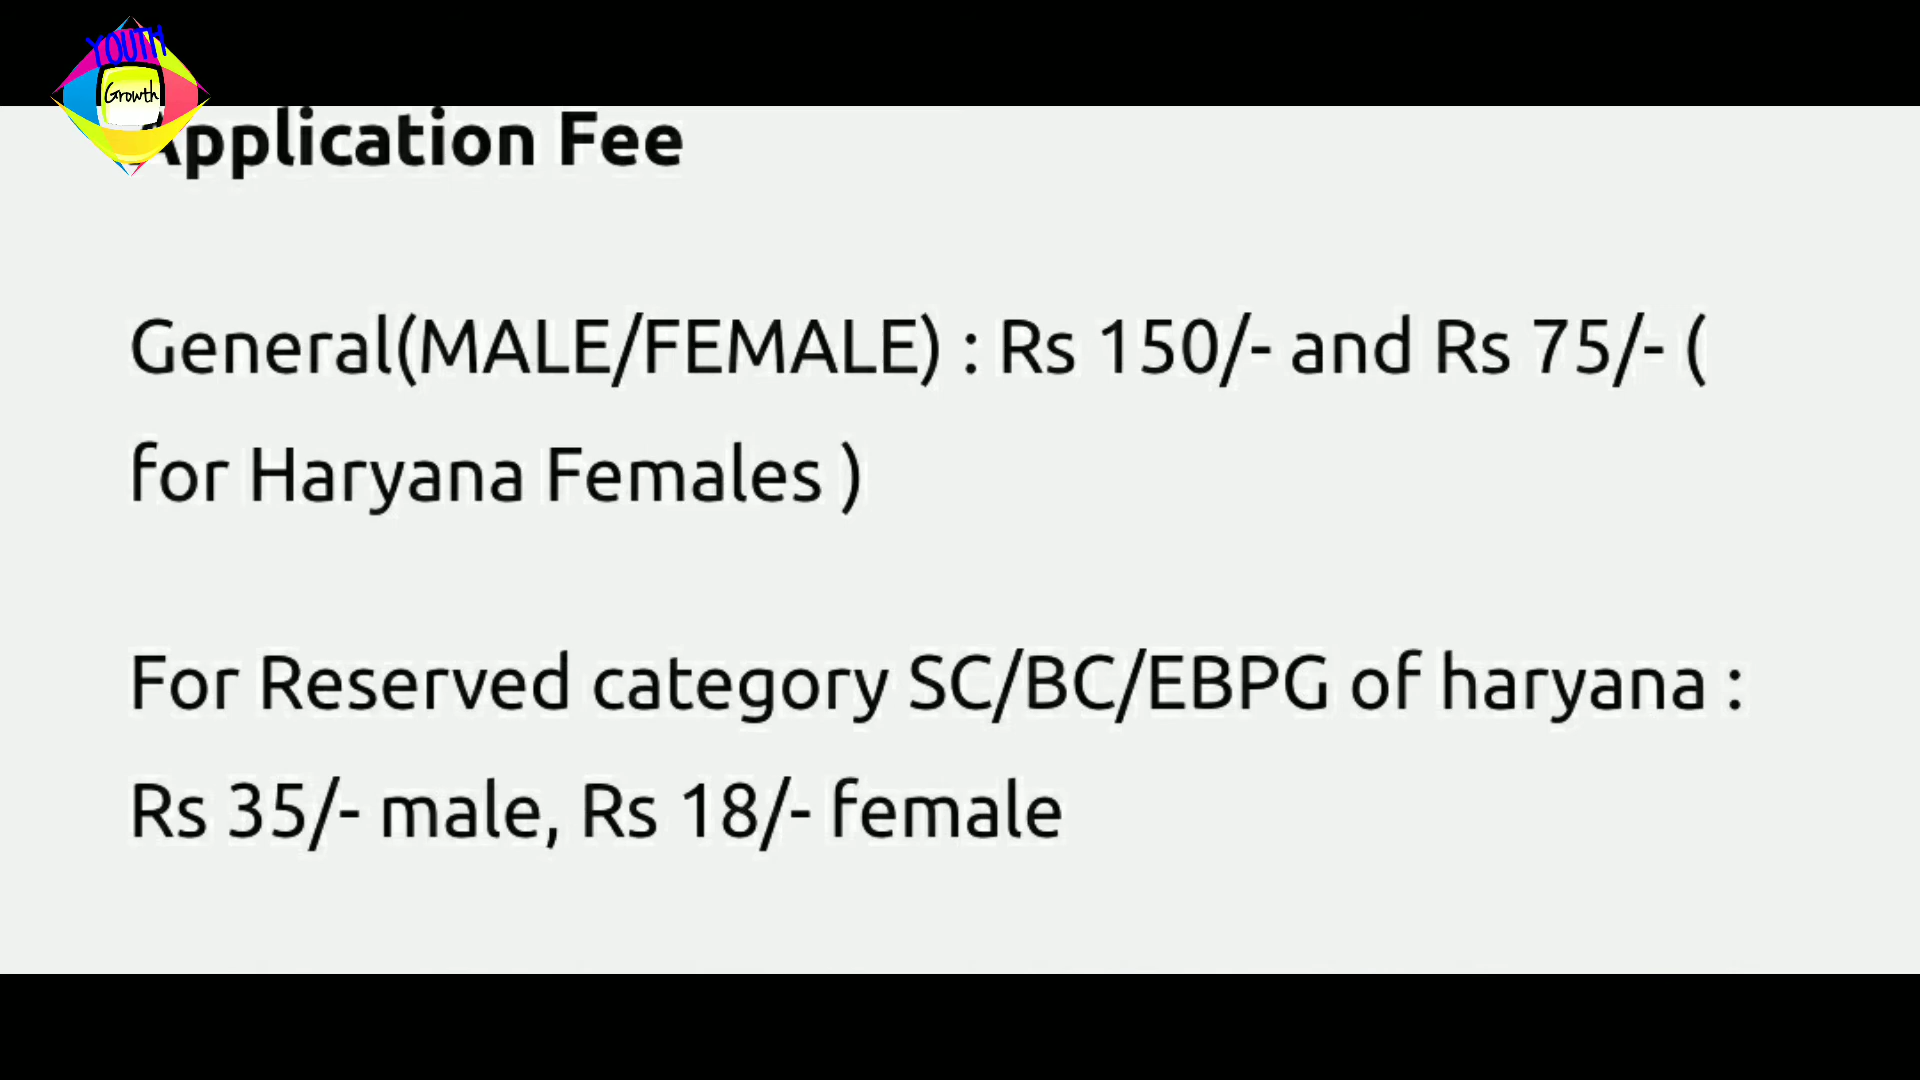 YOUTH
Growth
Application Fee
General(MALE/FEMALE) : Rs 150/- and Rs 75/- (
for Haryana Females )
For Reserved category SC/BC/EBPG of haryana :
Rs 35/- male, Rs 18/- female